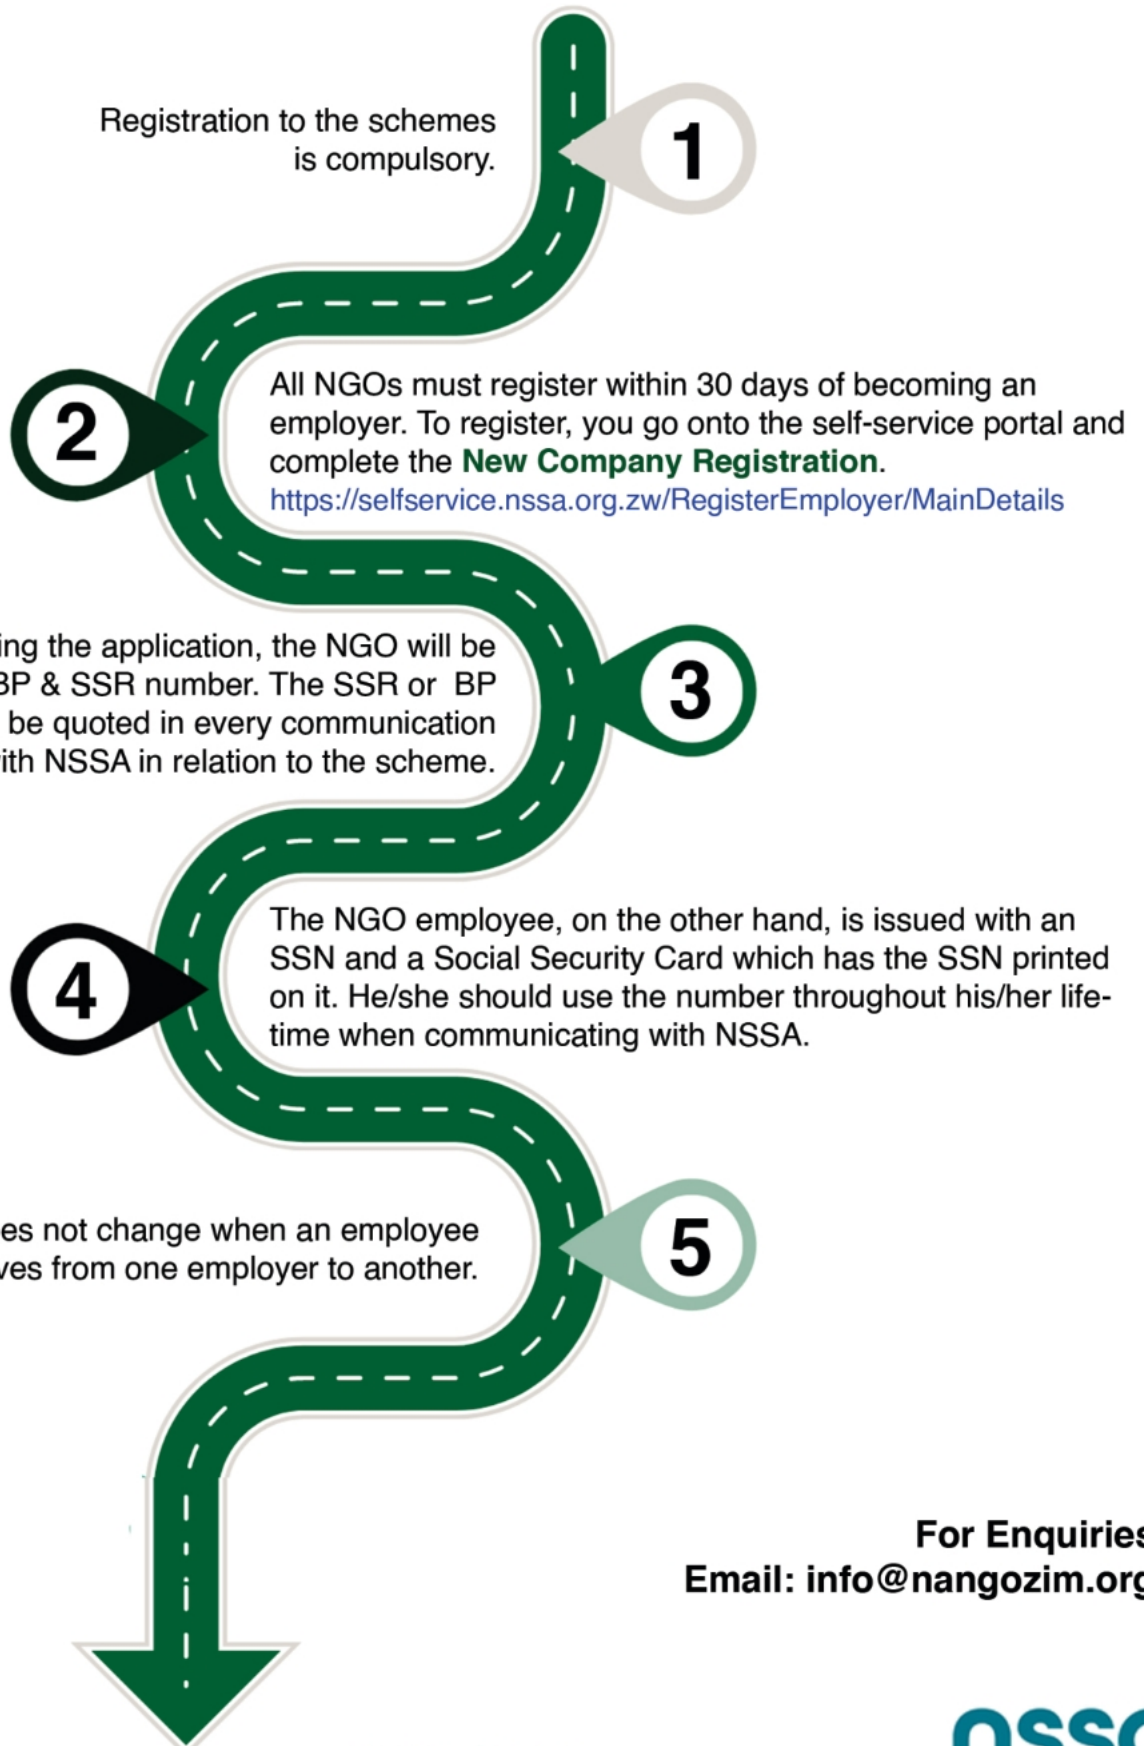 Registration to the schemes
is compulsory.
1
2
All NGOs must register within 30 days of becoming an
employer. To register, you go onto the self-service portal and
complete the New Company Registration.
https://selfservice.nssa.org.zw/RegisterEmployer/MainDetails
the application, the NGO will be
BP & SSR number. The SSR or BP
be quoted in every communication
with NSSA in relation to the scheme.
3
4
The NGO employee, on the other hand, is issued with an
SSN and a Social Security Card which has the SSN printed
on it. He/she should use the number throughout his/her life-
time when communicating with NSSA.
not change when an employee
from one employer to another.
5
For Enquiries
Email: info@nangozim.org
nssa